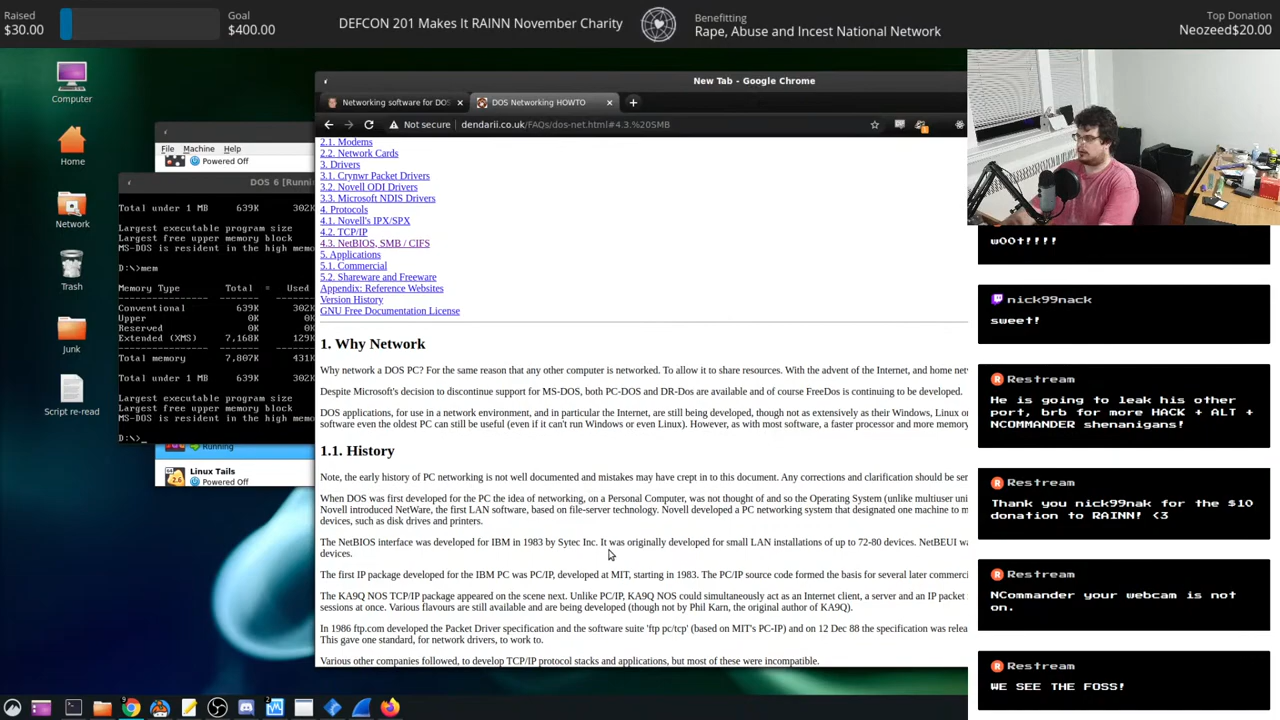 Raised
$30.00
Goal
$400.00
DEFCON 201 Makes It RAINN November Charity
Benefitting
Rape, Abuse and Incest National Network
Top Donation
Neozeed$20.00
Computer
Home
Network
Trash
Junk
Script re-read
File Machine Help
Powered Off
DOS 6 [Runnin
Total under 1 MB 639K 302K
Largest executable program size
Largest free upper memory block
MS-DOS is resident in the high memo
D:\>mem
Memory Type Total = Used
Conventional 639K 302K
Upper 0K 0K
Reserved 0K 0K
Extended (XMS) 7,168K 129K
Total memory 7,807K 431K
Total under 1 MB 639K 302K
Largest executable program size
Largest free upper memory block
MS-DOS is resident in the high memo
D:\>_
Running
Linux Tails
2.6
Powered Off
New Tab - Google Chrome
Networking software for DOS
DOS Networking HOWTO
Not secure dendarii.co.uk/FAQs/dos-net.html#4.3.%20SMB
2.1. Modems
2.2. Network Cards
3. Drivers
3.1. Crynwr Packet Drivers
3.2. Novell ODI Drivers
3.3. Microsoft NDIS Drivers
4. Protocols
4.1. Novell's IPX/SPX
4.2. TCP/IP
4.3. NetBIOS, SMB / CIFS
5. Applications
5.1. Commercial
5.2. Shareware and Freeware
Appendix: Reference Websites
Version History
GNU Free Documentation License
1. Why Network
Why network a DOS PC? For the same reason that any other computer is networked. To allow it to share resources. With the advent of the Internet, and home net
Despite Microsoft's decision to discontinue support for MS-DOS, both PC-DOS and DR-Dos are available and of course FreeDos is continuing to be developed.
DOS applications, for use in a network environment, and in particular the Internet, are still being developed, though not as extensively as their Windows, Linux o
software even the oldest PC can still be useful (even if it can't run Windows or even Linux). However, as with most software, a faster processor and more memory
1.1. History
Note, the early history of PC networking is not well documented and mistakes may have crept in to this document. Any corrections and clarification should be sen
When DOS was first developed for the PC the idea of networking, on a Personal Computer, was not thought of and so the Operating System (unlike multiuser uni
Novell introduced NetWare, the first LAN software, based on file-server technology. Novell developed a PC networking system that designated one machine to m
devices, such as disk drives and printers.
The NetBIOS interface was developed for IBM in 1983 by Sytec Inc. It was originally developed for small LAN installations of up to 72-80 devices. NetBEUI wa
devices.
The first IP package developed for the IBM PC was PC/IP, developed at MIT, starting in 1983. The PC/IP source code formed the basis for several later commerci
The KA9Q NOS TCP/IP package appeared on the scene next. Unlike PC/IP, KA9Q NOS could simultaneously act as an Internet client, a server and an IP packet
sessions at once. Various flavours are still available and are being developed (though not by Phil Karn, the original author of KA9Q).
In 1986 ftp.com developed the Packet Driver specification and the software suite 'ftp pc/tcp' (based on MIT's PC-IP) and on 12 Dec 88 the specification was relea
This gave one standard, for network drivers, to work to.
Various other companies followed, to develop TCP/IP protocol stacks and applications, but most of these were incompatible.
w00t!!!!
nick99nack
sweet!
Restream
He is going to leak his other
port, brb for more HACK + ALT +
NCOMMANDER shenanigans!
Restream
Thank you nick99nak for the $10
donation to RAINN! <3
Restream
NCommander your webcam is not
on.
Restream
WE SEE THE FOSS!